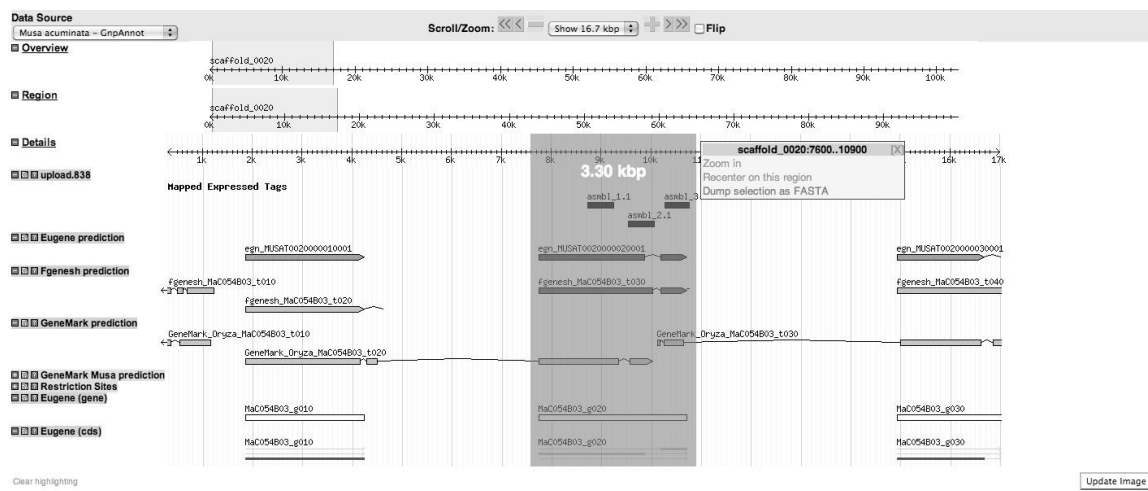 Data Source
Musa acuminata – GnpAnnot
Scroll/Zoom: << < Show 16.7 kbp > >> Flip
Overview
scaffold_0020
0k 10k 20k 30k 40k 50k 60k 70k 80k 90k 100k
Region
scaffold_0020
0k 10k 20k 30k 40k 50k 60k 70k 80k 90k
Details
1k 2k 3k 4k 5k 6k 7k 8k 9k 10k 16k 17k
scaffold_0020:7600..10900 [X]
Zoom in
Recenter on this region
Dump selection as FASTA
3.30 kbp
upload.838
Mapped Expressed Tags
asmbl_1.1 asmbl_3
asmbl_2.1
Eugene prediction
egn_MUSAT0020000010001 egn_MUSAT0020000020001 egn_MUSAT0020000030001
Fgenesh prediction
fgenesh_MaC054B03_t010 fgenesh_MaC054B03_t030 fgenesh_MaC054B03_t040
fgenesh_MaC054B03_t020
GeneMark prediction
GeneMark_Oryza_MaC054B03_t010 GeneMark_Oryza_MaC054B03_t030
GeneMark_Oryza_MaC054B03_t020
GeneMark Musa prediction
Restriction Sites
Eugene (gene)
MaC054B03_g010 MaC054B03_g020 MaC054B03_g030
Eugene (cds)
MaC054B03_g010 MaC054B03_g020 MaC054B03_g030
Clear highlighting
Update Image